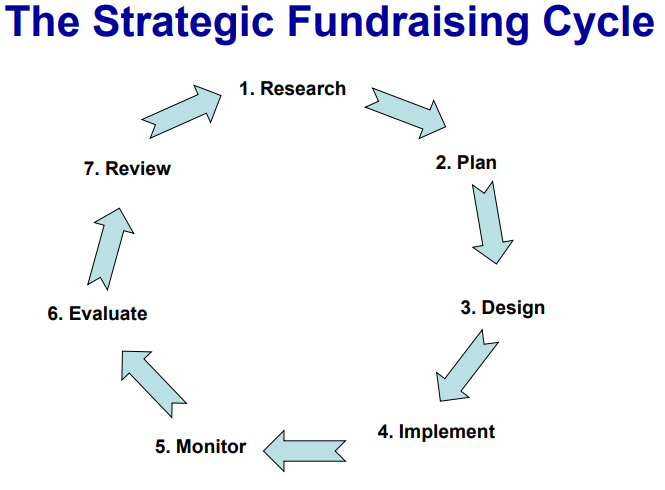 The Strategic Fundraising Cycle
1. Research
2. Plan
3. Design
4. Implement
5. Monitor
6. Evaluate
7. Review